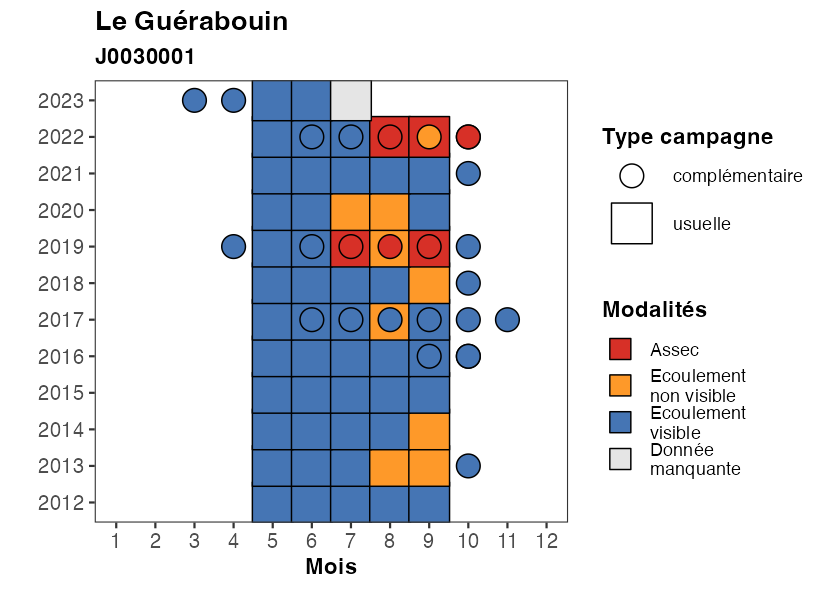 Le Guérabouin
J0030001
2023
2022
2021
2020
2019
2018
2017
2016
2015
2014
2013
2012
1 2 3 4 5 6 7 8 9 10 11 12
Mois
Type campagne
complémentaire
usuelle
Modalités
Assec
Ecoulement
non visible
Ecoulement
visible
Donnée
manquante